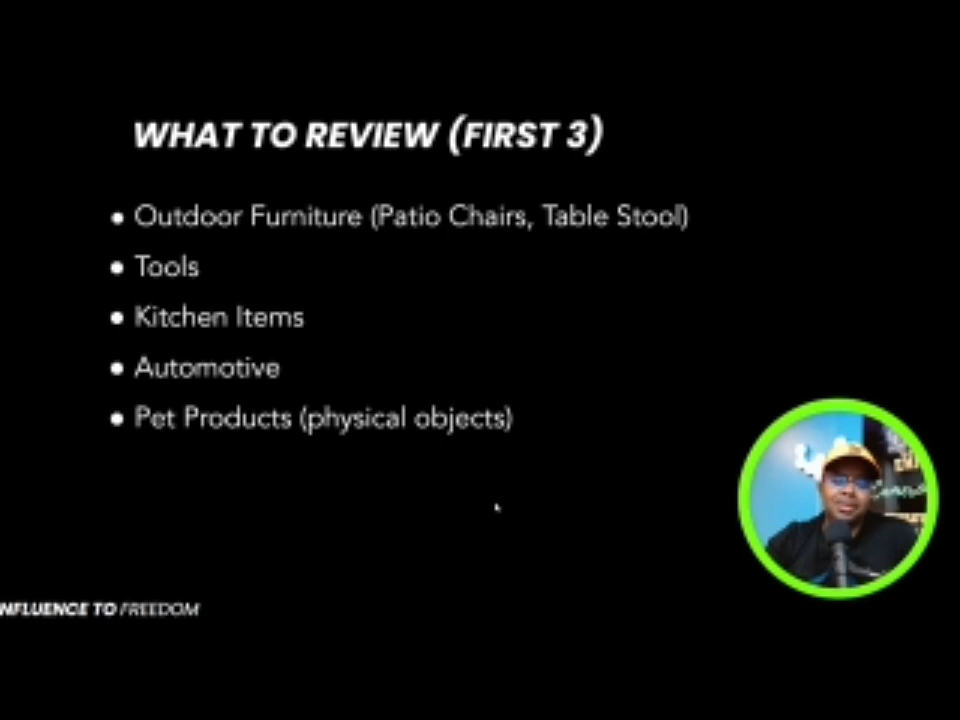 WHAT TO REVIEW (FIRST 3)
• Outdoor Furniture (Patio Chairs, Table Stool)
• Tools
• Kitchen Items
• Automotive
• Pet Products (physical objects)
NFLUENCE TO FREEDOM